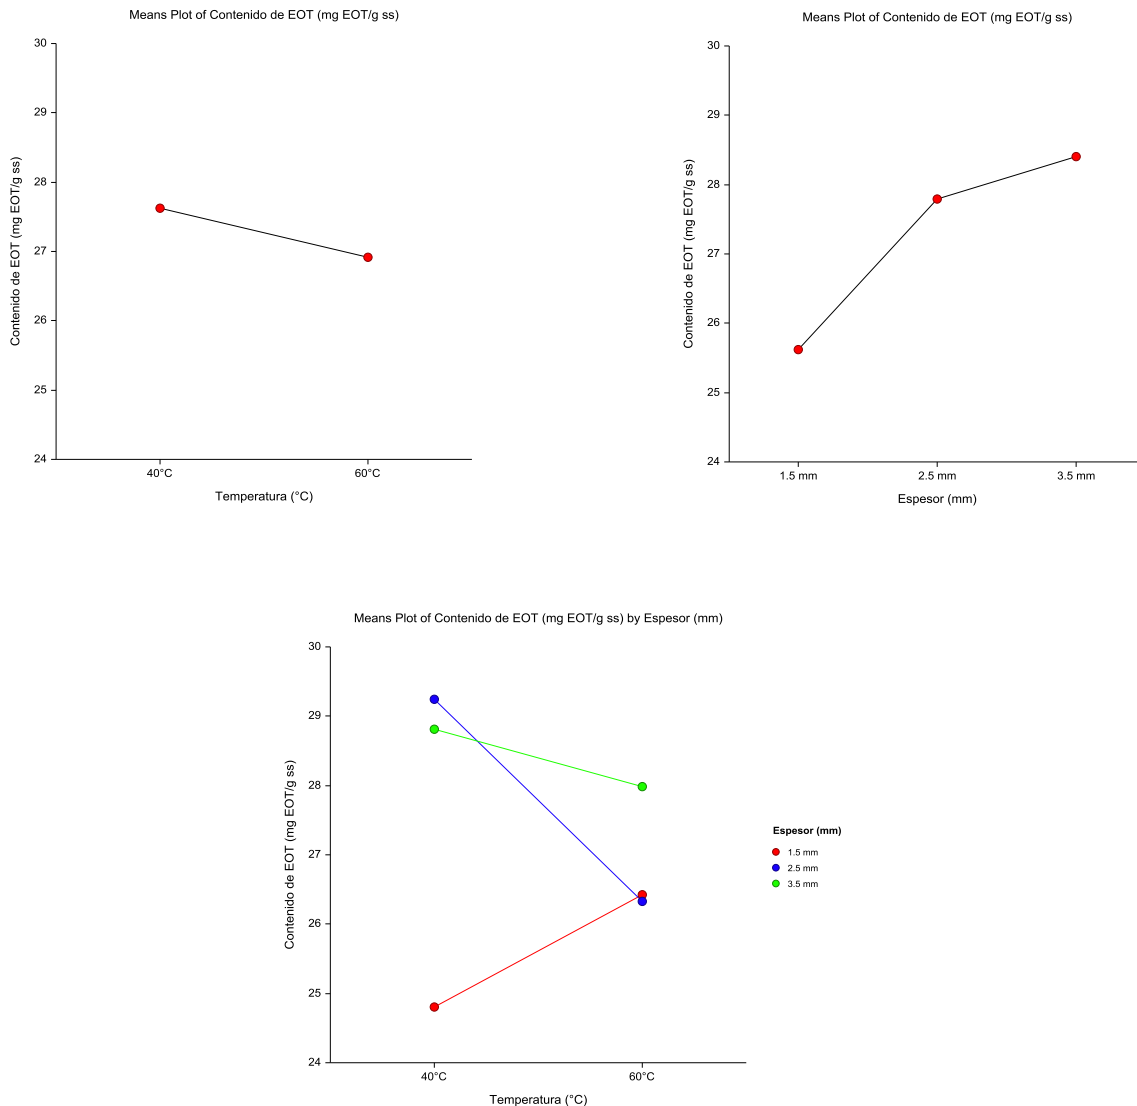 Means Plot of Contenido de EOT (mg EOT/g ss)
30
29
28
27
26
25
24
Contenido de EOT (mg EOT/g ss)
40°C
60°C
Temperatura (°C)
Means Plot of Contenido de EOT (mg EOT/g ss)
30
29
28
27
26
25
24
Contenido de EOT (mg EOT/g ss)
1.5 mm
2.5 mm
3.5 mm
Espesor (mm)
Means Plot of Contenido de EOT (mg EOT/g ss) by Espesor (mm)
30
29
28
27
26
25
24
Contenido de EOT (mg EOT/g ss)
40°C
60°C
Temperatura (°C)
Espesor (mm)
1.5 mm
2.5 mm
3.5 mm